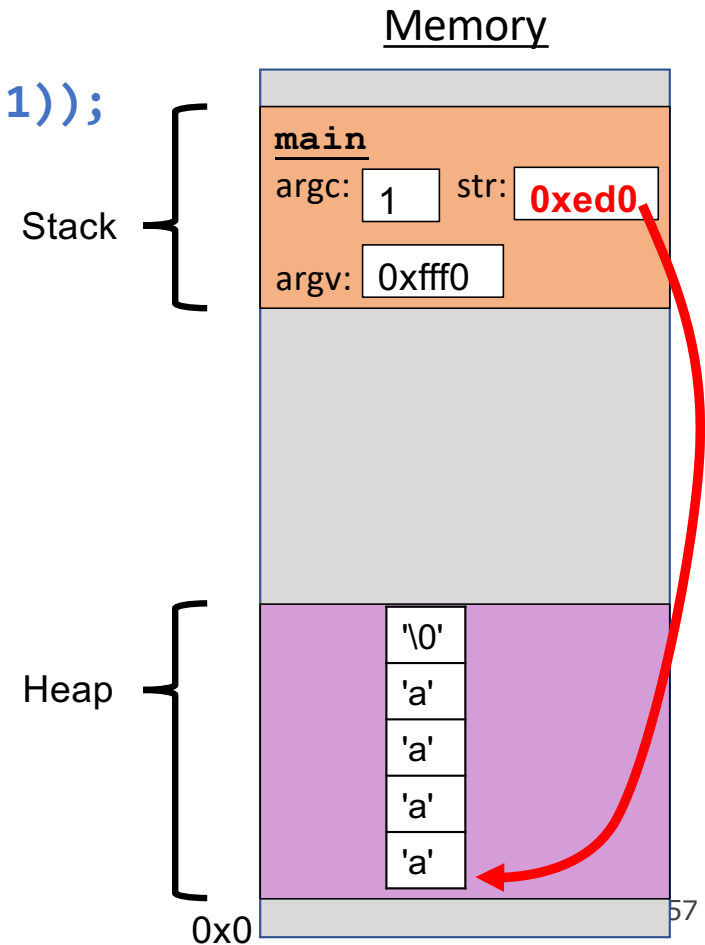 Memory
1));
main
argc: 1 str: 0xed0
Stack
argv: 0xfff0
'\0'
'a'
Heap
'a'
'a'
'a'
57
0x0